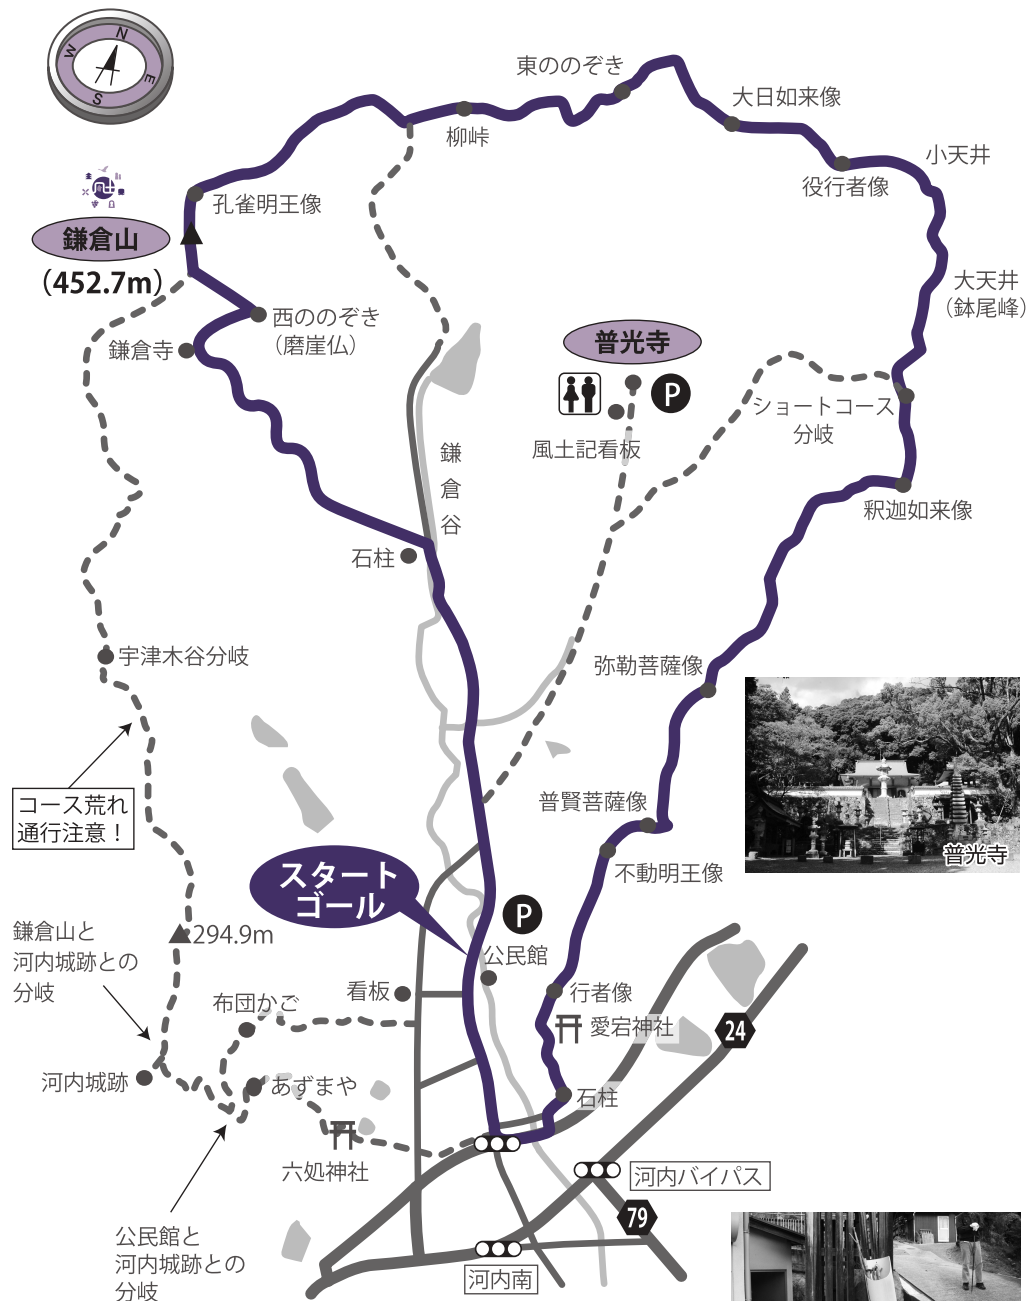 N
W
E
S
東ののぞき
大日如来像
柳峠
小天井
役行者像
孔雀明王像
鎌倉山
(452.7m)
大天井
（鉢尾峰）
西ののぞき
（磨崖仏）
鎌倉寺
普光寺
P
ショートコース
分岐
風土記看板
鎌倉谷
釈迦如来像
石柱
宇津木谷分岐
弥勒菩薩像
コース荒れ
通行注意！
普賢菩薩像
普光寺
不動明王像
スタート
ゴール
P
294.9m
鎌倉山と
河内城跡との
分岐
公民館
看板
行者像
布団かご
愛宕神社
24
河内城跡
あずまや
石柱
六処神社
河内バイパス
79
公民館と
河内城跡との
分岐
河内南